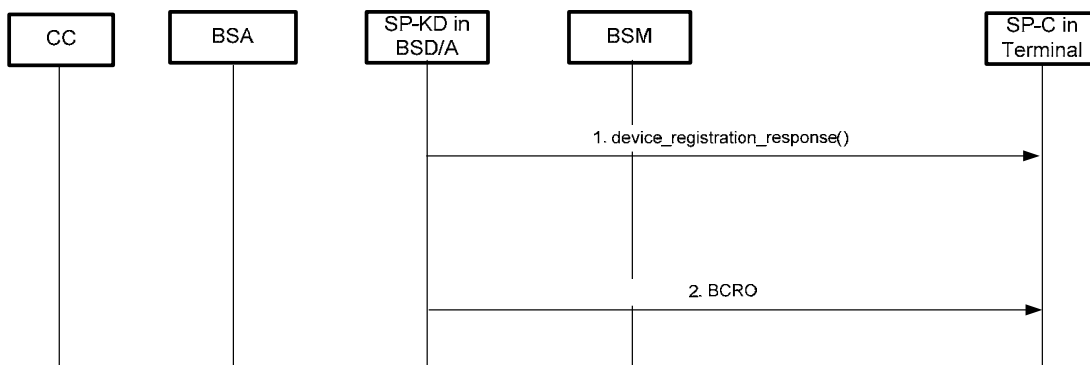 CC
BSA
SP-KD in
BSD/A
BSM
SP-C in
Terminal
1. device_registration_response()
2. BCRO